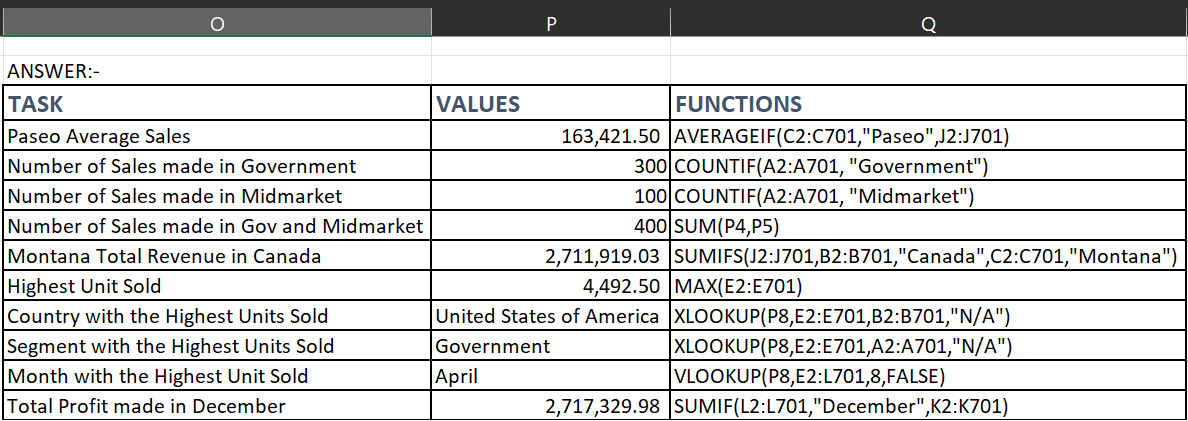 O P Q
ANSWER:-
TASK VALUES FUNCTIONS
Paseo Average Sales 163,421.50 AVERAGEIF(C2:C701,"Paseo",J2:J701)
Number of Sales made in Government 300 COUNTIF(A2:A701, "Government")
Number of Sales made in Midmarket 100 COUNTIF(A2:A701, "Midmarket")
Number of Sales made in Gov and Midmarket 400 SUM(P4,P5)
Montana Total Revenue in Canada 2,711,919.03 SUMIFS(J2:J701,B2:B701,"Canada",C2:C701,"Montana")
Highest Unit Sold 4,492.50 MAX(E2:E701)
Country with the Highest Units Sold United States of America XLOOKUP(P8,E2:E701,B2:B701,"N/A")
Segment with the Highest Units Sold Government XLOOKUP(P8,E2:E701,A2:A701,"N/A")
Month with the Highest Unit Sold April VLOOKUP(P8,E2:L701,8,FALSE)
Total Profit made in December 2,717,329.98 SUMIF(L2:L701,"December",K2:K701)